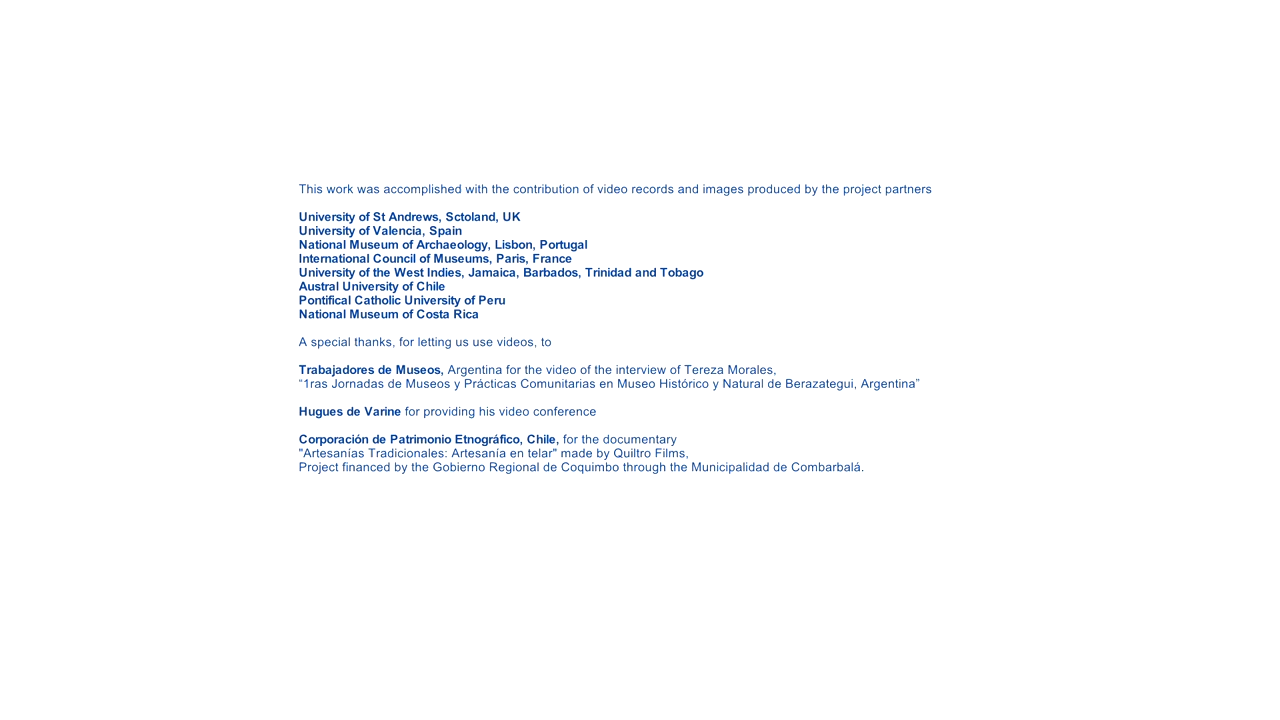 This work was accomplished with the contribution of video records and images produced by the project partners
University of St Andrews, Sctoland, UK
University of Valencia, Spain
National Museum of Archaeology, Lisbon, Portugal
International Council of Museums, Paris, France
University of the West Indies, Jamaica, Barbados, Trinidad and Tobago
Austral University of Chile
Pontifical Catholic University of Peru
National Museum of Costa Rica
A special thanks, for letting us use videos, to
Trabajadores de Museos, Argentina for the video of the interview of Tereza Morales,
“1ras Jornadas de Museos y Prácticas Comunitarias en Museo Histórico y Natural de Berazategui, Argentina”
Hugues de Varine for providing his video conference
Corporación de Patrimonio Etnográfico, Chile, for the documentary
"Artesanías Tradicionales: Artesanía en telar" made by Quiltro Films,
Project financed by the Gobierno Regional de Coquimbo through the Municipalidad de Combarbalá.